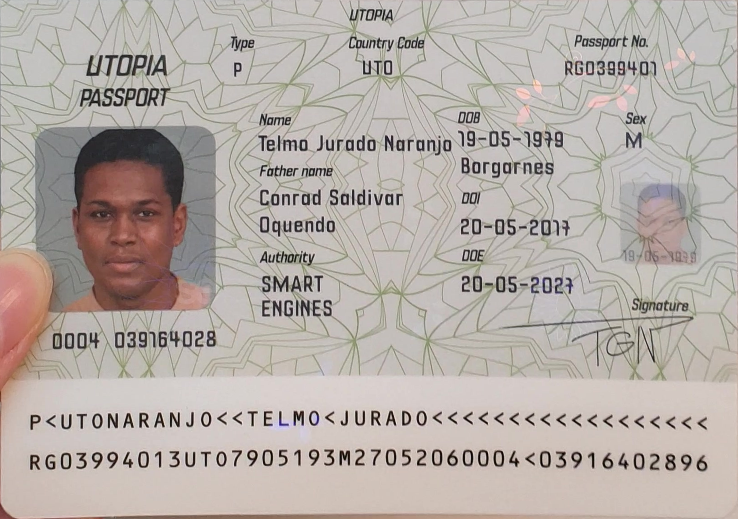 UTOPIA
UTOPIA
PASSPORT
Type
P
Country Code
UTO
Passport No.
RG0399401
Name
Telmo Jurado Naranjo
DOB
19-05-1979
Borgarnes
Sex
M
Father name
Conrad Saldivar
Oquendo
DOI
20-05-2017
Authority
SMART
ENGINES
DOE
20-05-2027
19-05-1979
Signature
TGN
0004 039164028
P<UTONARANJO<<TELMO<JURADO<<<<<<<<<<<<<<<<<<
RG03994013UTO7905193M27052060004<03916402896